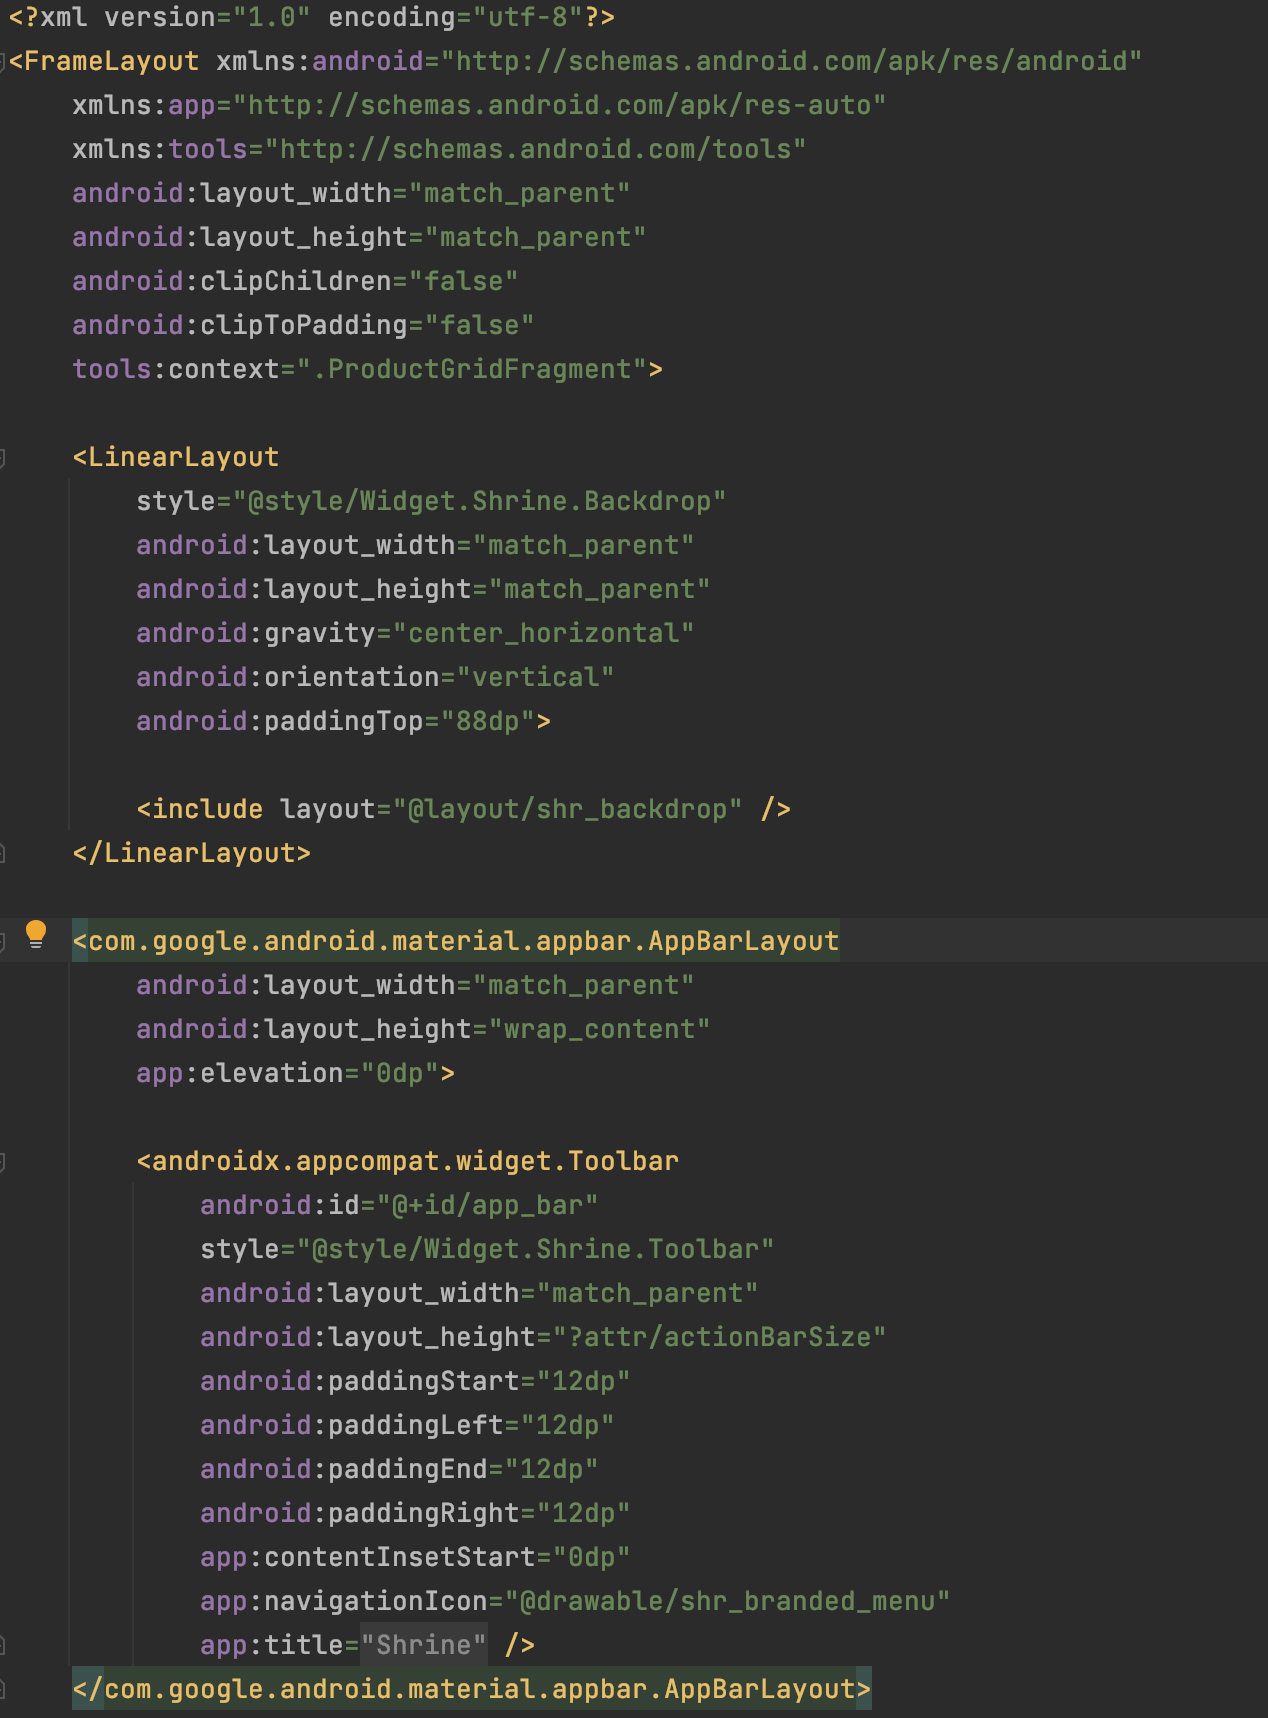 <?xml version="1.0" encoding="utf-8"?>
<FrameLayout xmlns:android="http://schemas.android.com/apk/res/android"
    xmlns:app="http://schemas.android.com/apk/res-auto"
    xmlns:tools="http://schemas.android.com/tools"
    android:layout_width="match_parent"
    android:layout_height="match_parent"
    android:clipChildren="false"
    android:clipToPadding="false"
    tools:context=".ProductGridFragment">

    <LinearLayout
        style="@style/Widget.Shrine.Backdrop"
        android:layout_width="match_parent"
        android:layout_height="match_parent"
        android:gravity="center_horizontal"
        android:orientation="vertical"
        android:paddingTop="88dp">

        <include layout="@layout/shr_backdrop" />
    </LinearLayout>

    <com.google.android.material.appbar.AppBarLayout
        android:layout_width="match_parent"
        android:layout_height="wrap_content"
        app:elevation="0dp">

        <androidx.appcompat.widget.Toolbar
            android:id="@+id/app_bar"
            style="@style/Widget.Shrine.Toolbar"
            android:layout_width="match_parent"
            android:layout_height="?attr/actionBarSize"
            android:paddingStart="12dp"
            android:paddingLeft="12dp"
            android:paddingEnd="12dp"
            android:paddingRight="12dp"
            app:contentInsetStart="0dp"
            app:navigationIcon="@drawable/shr_branded_menu"
            app:title="Shrine" />
    </com.google.android.material.appbar.AppBarLayout>